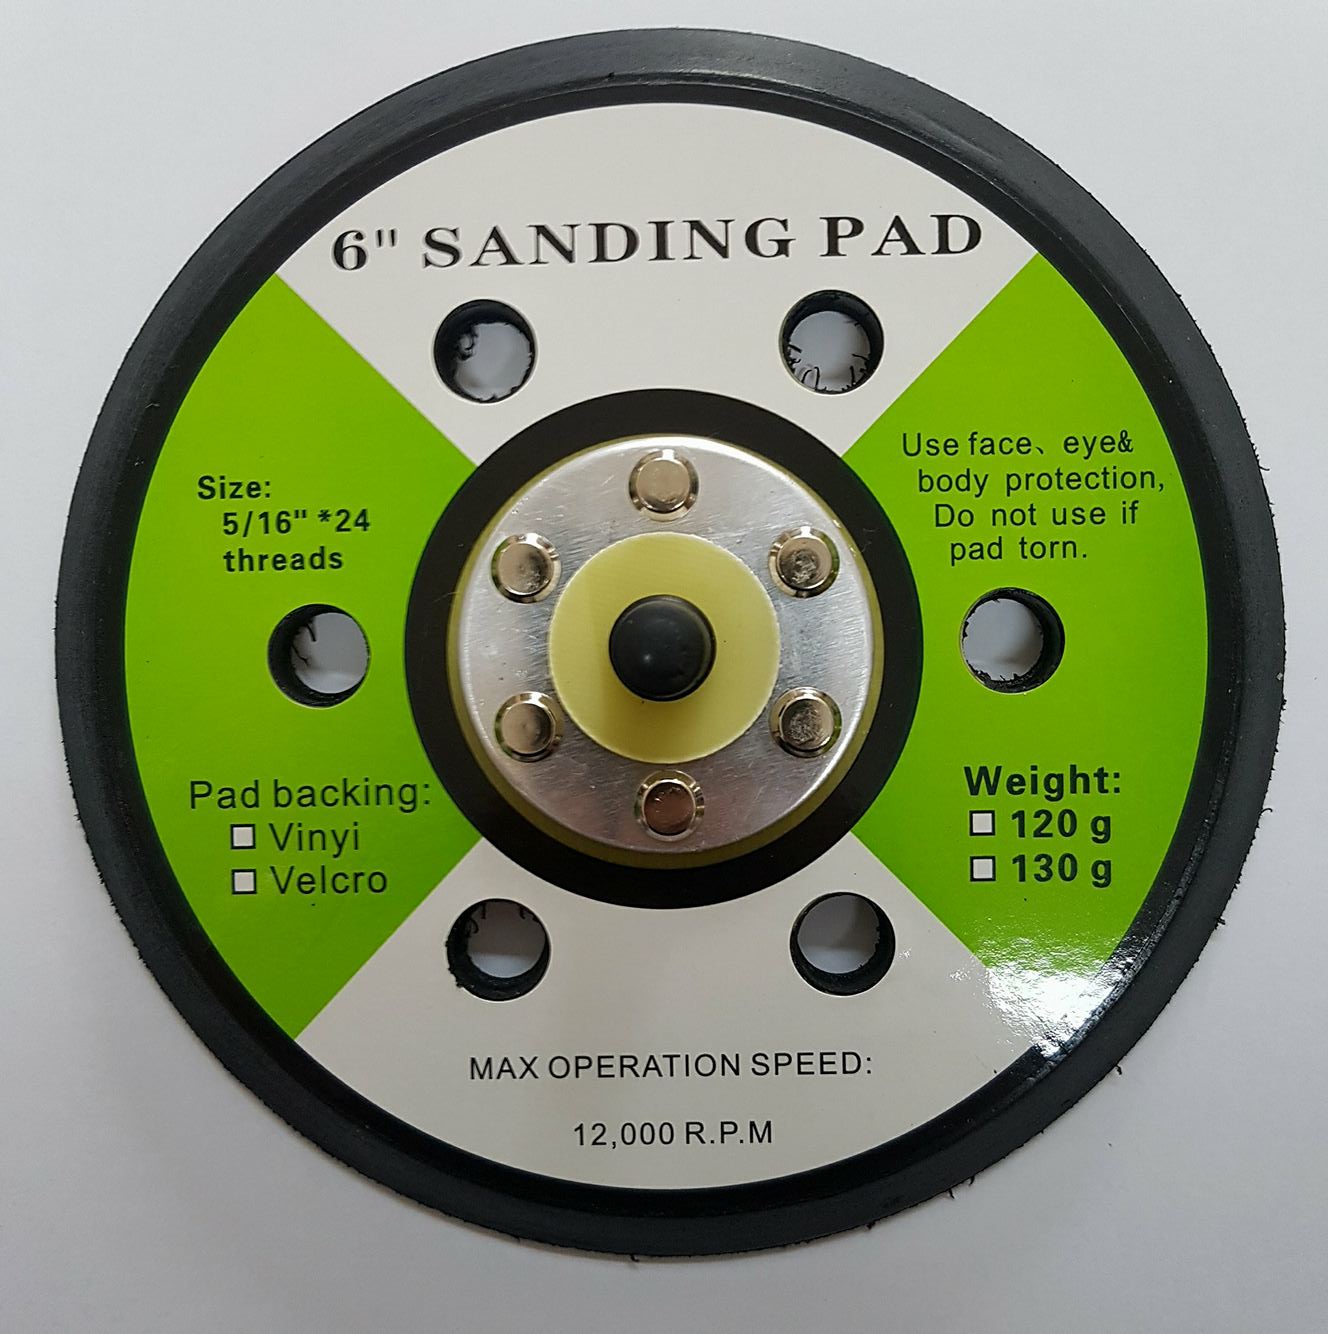 6" SANDING PAD
Size:
5/16" *24
threads
Use face、eye&
body protection,
Do not use if
pad torn.
Pad backing:
□ Vinyi
□ Velcro
Weight:
□ 120 g
□ 130 g
MAX OPERATION SPEED:
12,000 R.P.M